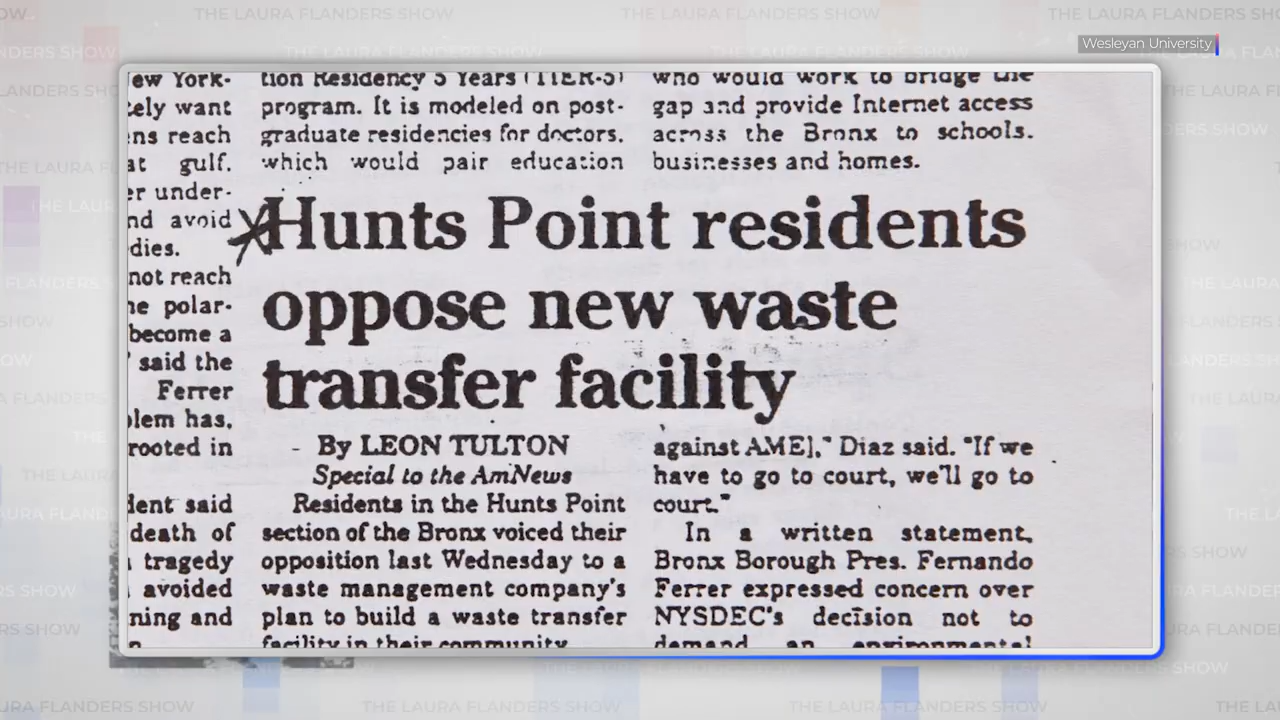 THE LAURA FLANDERS SHOW
Wesleyan University
ew York-
ely want
ns reach
at gulf.
er under-
nd avoid
dies.
not reach
he polar-
become a
said the
Ferrer
lem has,
rooted in
dent said
death of
tragedy
avoided
ning and
tion Residency 5 Years (TIER-5)
program. It is modeled on post-
graduate residencies for doctors,
which would pair education
who would work to bridge the
gap and provide Internet access
across the Bronx to schools,
businesses and homes.
Hunts Point residents
oppose new waste
transfer facility
By LEON TULTON
Special to the AmNews
Residents in the Hunts Point
section of the Bronx voiced their
opposition last Wednesday to a
waste management company's
plan to build a waste transfer
facility in their community
against AME]," Diaz said. "If we
have to go to court, we'll go to
court."
In a written statement,
Bronx Borough Pres. Fernando
Ferrer expressed concern over
NYSDEC's decision not to
demand an environmental